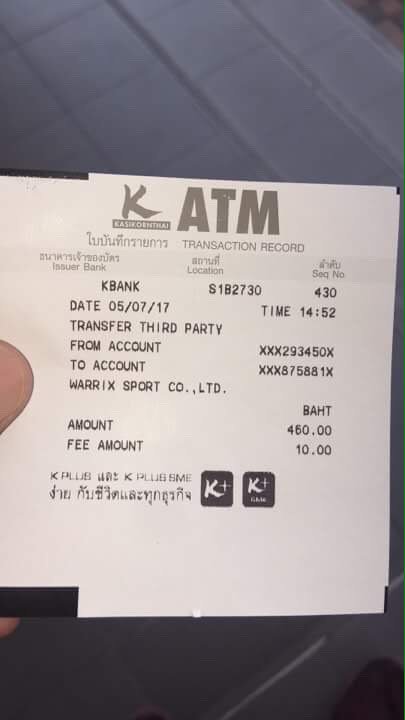 K ATM
KASIKORNTHAI
ใบบันทึกรายการ TRANSACTION RECORD
ธนาคารเจ้าของบัตร สถานที่ ลำดับ
Issuer Bank Location Seq No.
KBANK S1B2730 430
DATE 05/07/17 TIME 14:52
TRANSFER THIRD PARTY
FROM ACCOUNT XXX293450X
TO ACCOUNT XXX875881X
WARRIX SPORT CO.,LTD.
BAHT
AMOUNT 460.00
FEE AMOUNT 10.00
K PLUS และ K PLUS SME K+ K+
ง่าย กับชีวิตและทุกธุรกิจ SME